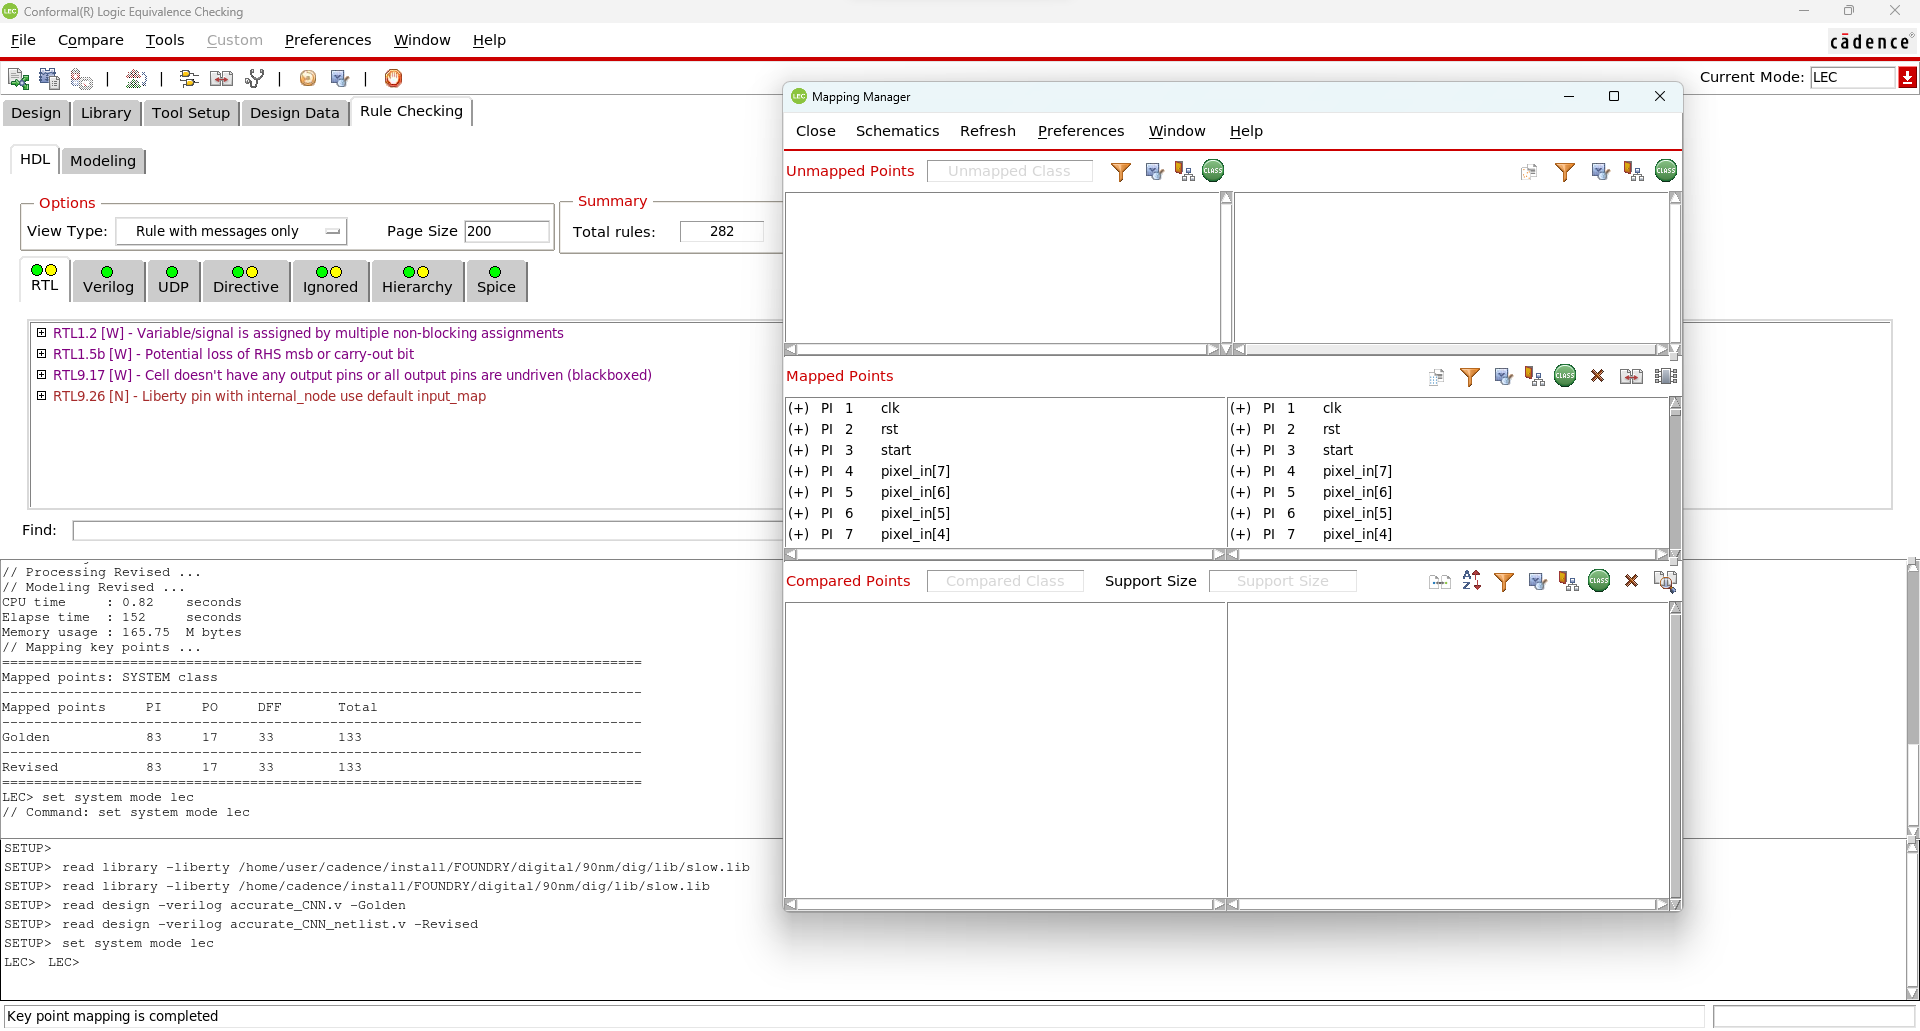 LEC Conformal(R) Logic Equivalence Checking
File Compare Tools Custom Preferences Window Help
cādence
Current Mode: LEC
Design Library Tool Setup Design Data Rule Checking
HDL Modeling
Options
View Type: Rule with messages only Page Size 200
Summary
Total rules: 282
RTL Verilog UDP Directive Ignored Hierarchy Spice
RTL1.2 [W] - Variable/signal is assigned by multiple non-blocking assignments
RTL1.5b [W] - Potential loss of RHS msb or carry-out bit
RTL9.17 [W] - Cell doesn't have any output pins or all output pins are undriven (blackboxed)
RTL9.26 [N] - Liberty pin with internal_node use default input_map
Find:
// Processing Revised ...
// Modeling Revised ...
CPU time : 0.82 seconds
Elapse time : 152 seconds
Memory usage : 165.75 M bytes
// Mapping key points ...
================================================================================
Mapped points: SYSTEM class
--------------------------------------------------------------------------------
Mapped points PI PO DFF Total
--------------------------------------------------------------------------------
Golden 83 17 33 133
--------------------------------------------------------------------------------
Revised 83 17 33 133
================================================================================
LEC> set system mode lec
// Command: set system mode lec
SETUP>
SETUP> read library -liberty /home/user/cadence/install/FOUNDRY/digital/90nm/dig/lib/slow.lib
SETUP> read library -liberty /home/cadence/install/FOUNDRY/digital/90nm/dig/lib/slow.lib
SETUP> read design -verilog accurate_CNN.v -Golden
SETUP> read design -verilog accurate_CNN_netlist.v -Revised
SETUP> set system mode lec
LEC> LEC>
Key point mapping is completed
LEC Mapping Manager
Close Schematics Refresh Preferences Window Help
Unmapped Points Unmapped Class CLASS CLASS
Mapped Points CLASS
(+) PI 1 clk (+) PI 1 clk
(+) PI 2 rst (+) PI 2 rst
(+) PI 3 start (+) PI 3 start
(+) PI 4 pixel_in[7] (+) PI 4 pixel_in[7]
(+) PI 5 pixel_in[6] (+) PI 5 pixel_in[6]
(+) PI 6 pixel_in[5] (+) PI 6 pixel_in[5]
(+) PI 7 pixel_in[4] (+) PI 7 pixel_in[4]
Compared Points Compared Class Support Size Support Size CLASS